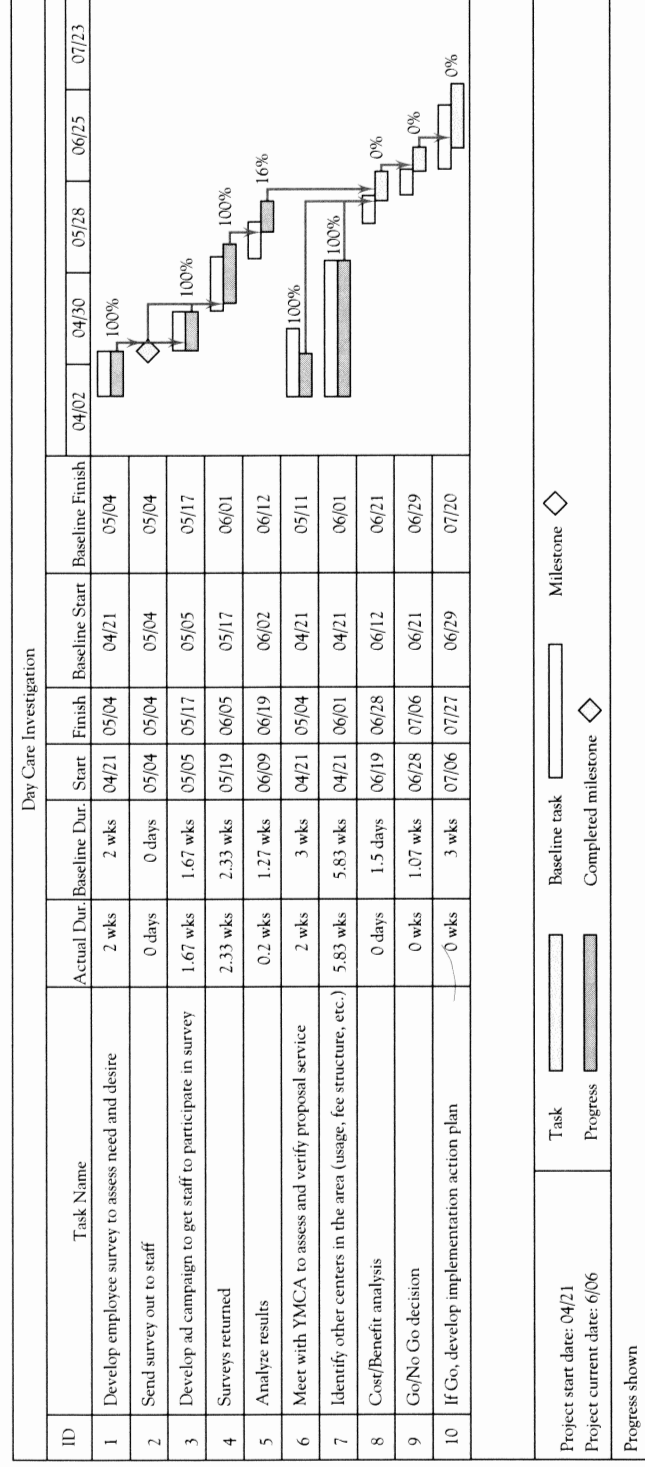 Day Care Investigation
ID Task Name Actual Dur. Baseline Dur. Start Finish Baseline Start Baseline Finish 04/02 04/30 05/28 06/25 07/23
1 Develop employee survey to assess need and desire 2 wks 2 wks 04/21 05/04 04/21 05/04 100%
2 Send survey out to staff 0 days 0 days 05/04 05/04 05/04 05/04
3 Develop ad campaign to get staff to participate in survey 1.67 wks 1.67 wks 05/05 05/17 05/05 05/17 100%
4 Surveys returned 2.33 wks 2.33 wks 05/19 06/05 05/17 06/01 100%
5 Analyze results 0.2 wks 1.27 wks 06/09 06/19 06/02 06/12 16%
6 Meet with YMCA to assess and verify proposal service 2 wks 3 wks 04/21 05/04 04/21 05/11 100%
7 Identify other centers in the area (usage, fee structure, etc.) 5.83 wks 5.83 wks 04/21 06/01 04/21 06/01 100%
8 Cost/Benefit analysis 0 days 1.5 days 06/19 06/28 06/12 06/21 0%
9 Go/No Go decision 0 wks 1.07 wks 06/28 07/06 06/21 06/29 0%
10 If Go, develop implementation action plan 0 wks 3 wks 07/06 07/27 06/29 07/20 0%
Project start date: 04/21
Project current date: 6/06
Task Baseline task Milestone
Progress Completed milestone
Progress shown